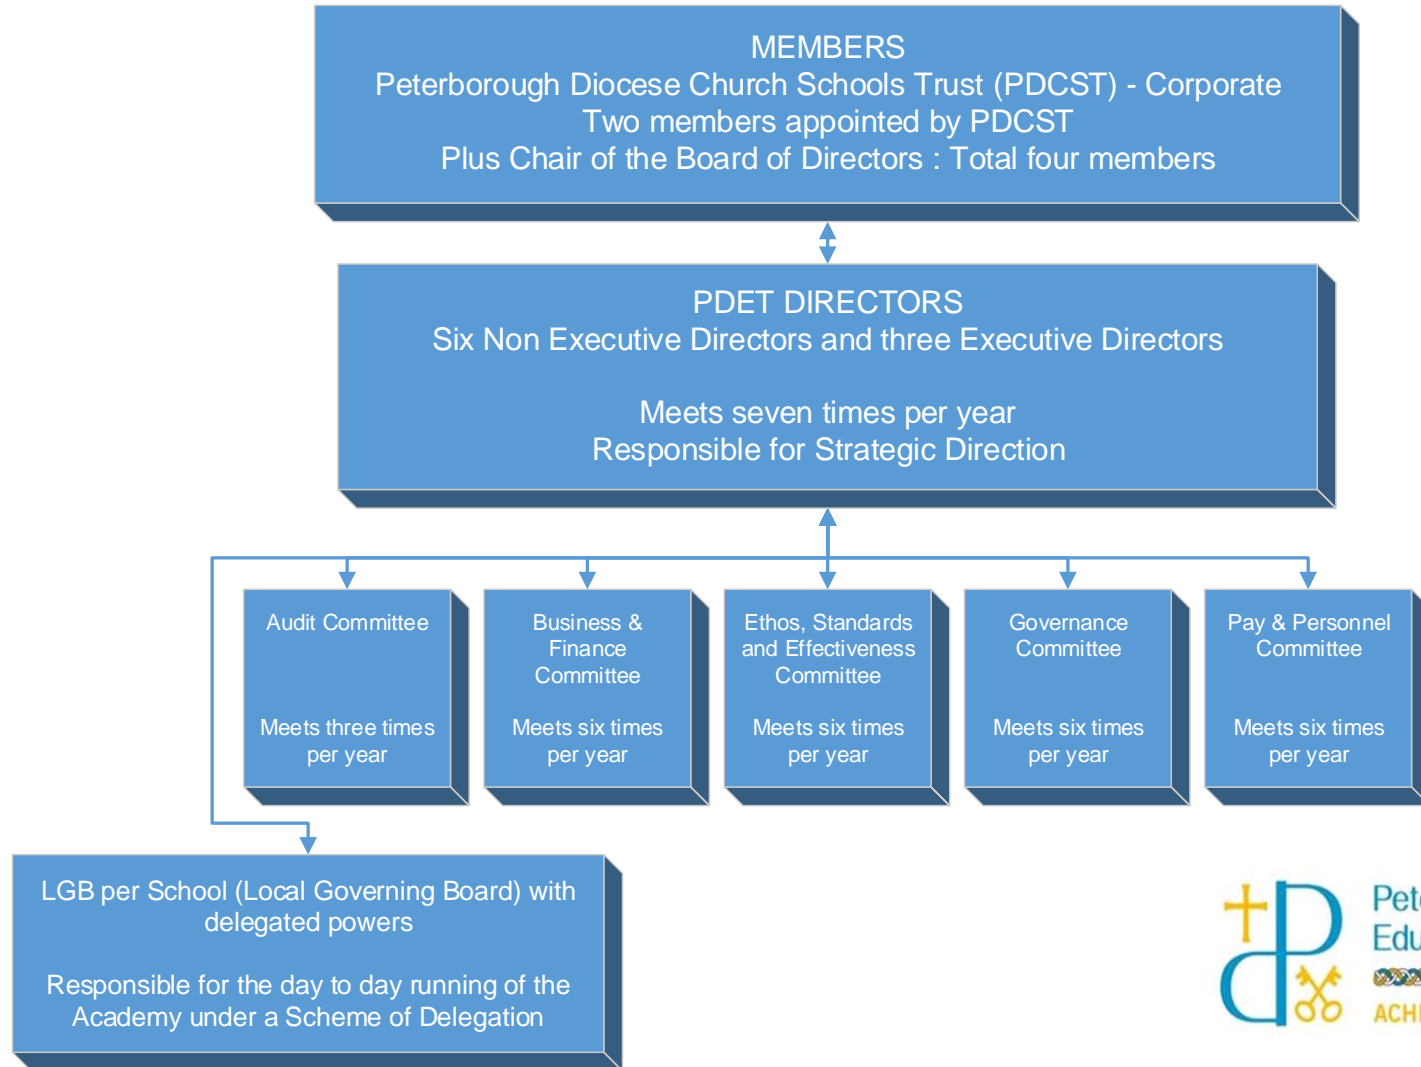 MEMBERS
Peterborough Diocese Church Schools Trust (PDCST) - Corporate
Two members appointed by PDCST
Plus Chair of the Board of Directors : Total four members
PDET DIRECTORS
Six Non Executive Directors and three Executive Directors
Meets seven times per year
Responsible for Strategic Direction
Audit Committee
Meets three times
per year
Business &
Finance
Committee
Meets six times
per year
Ethos, Standards
and Effectiveness
Committee
Meets six times
per year
Governance
Committee
Meets six times
per year
Pay & Personnel
Committee
Meets six times
per year
LGB per School (Local Governing Board) with
delegated powers
Responsible for the day to day running of the
Academy under a Scheme of Delegation